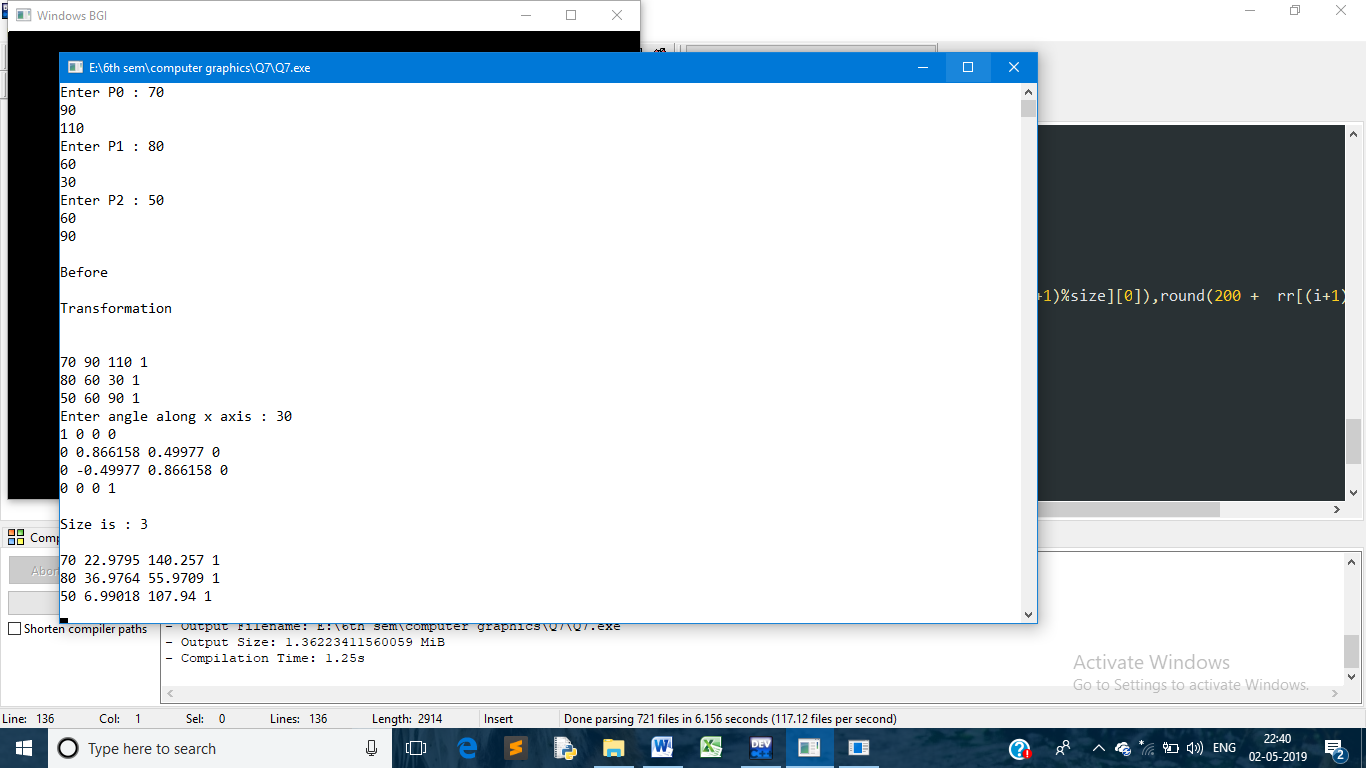 Windows BGI
E:\6th sem\computer graphics\Q7\Q7.exe
Enter P0 : 70
90
110
Enter P1 : 80
60
30
Enter P2 : 50
60
90
Before
Transformation
70 90 110 1
80 60 30 1
50 60 90 1
Enter angle along x axis : 30
1 0 0 0
0 0.866158 0.49977 0
0 -0.49977 0.866158 0
0 0 0 1
Size is : 3
70 22.9795 140.257 1
80 36.9764 55.9709 1
50 6.99018 107.94 1
+1)%size][0]),round(200 + rr[(i+1)
Comp
Abor
Shorten compiler paths
- Output Filename: E:\6th sem\computer graphics\Q7\Q7.exe
- Output Size: 1.36223411560059 MiB
- Compilation Time: 1.25s
Activate Windows
Go to Settings to activate Windows.
Line: 136 Col: 1 Sel: 0 Lines: 136 Length: 2914 Insert Done parsing 721 files in 6.156 seconds (117.12 files per second)
Type here to search
DEV
ENG
22:40
02-05-2019
2